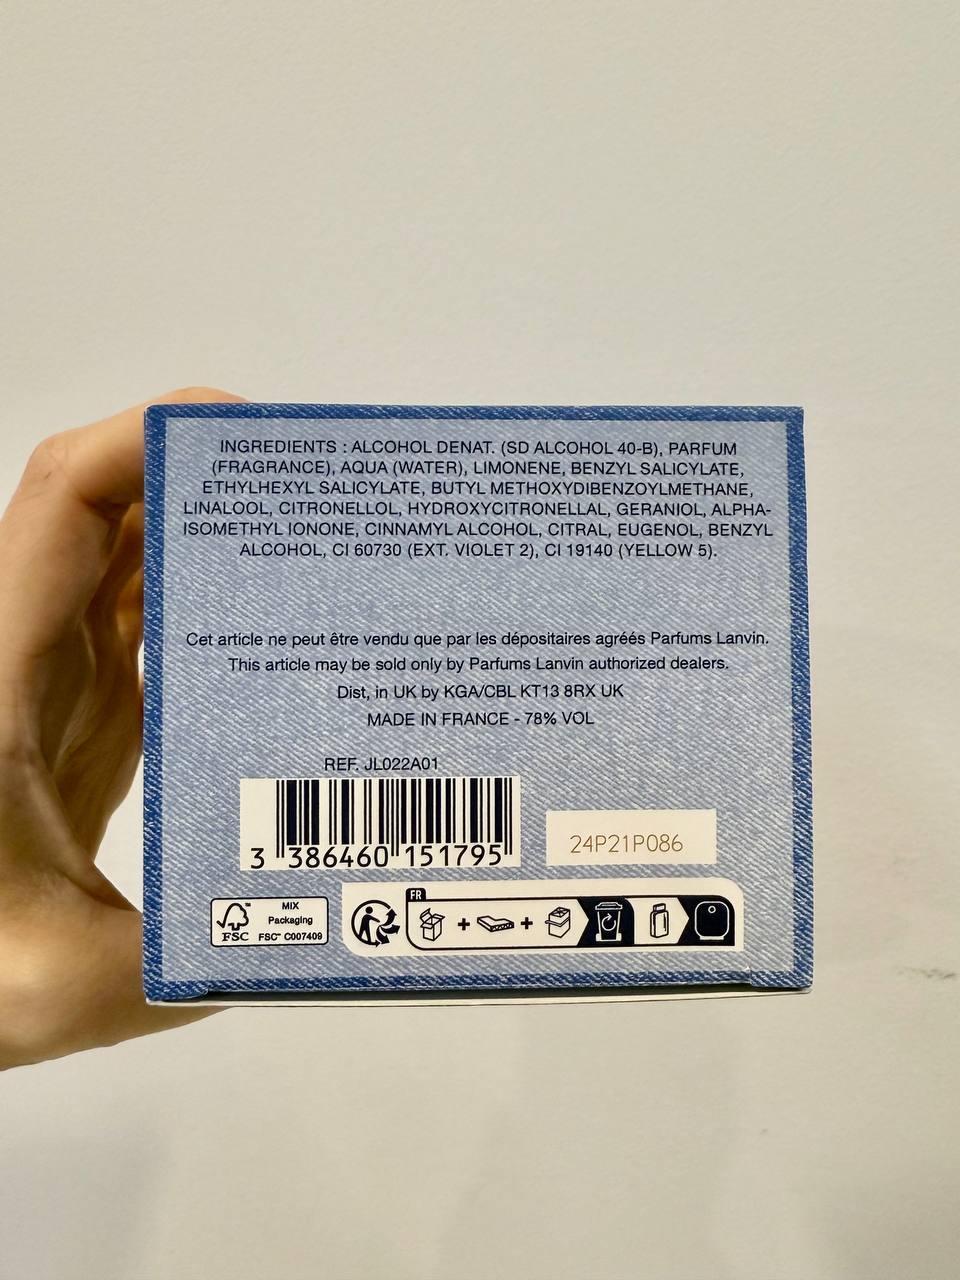 INGREDIENTS : ALCOHOL DENAT. (SD ALCOHOL 40-B), PARFUM
(FRAGRANCE), AQUA (WATER), LIMONENE, BENZYL SALICYLATE,
ETHYLHEXYL SALICYLATE, BUTYL METHOXYDIBENZOYLMETHANE,
LINALOOL, CITRONELLOL, HYDROXYCITRONELLAL, GERANIOL, ALPHA-
ISOMETHYL IONONE, CINNAMYL ALCOHOL, CITRAL, EUGENOL, BENZYL
ALCOHOL, CI 60730 (EXT. VIOLET 2), CI 19140 (YELLOW 5).
Cet article ne peut être vendu que par les dépositaires agréés Parfums Lanvin.
This article may be sold only by Parfums Lanvin authorized dealers.
Dist, in UK by KGA/CBL KT13 8RX UK
MADE IN FRANCE - 78% VOL
REF. JL022A01
3 386460 151795
24P21P086
FSC™
MIX
Packaging
FSC™ C007409
FR